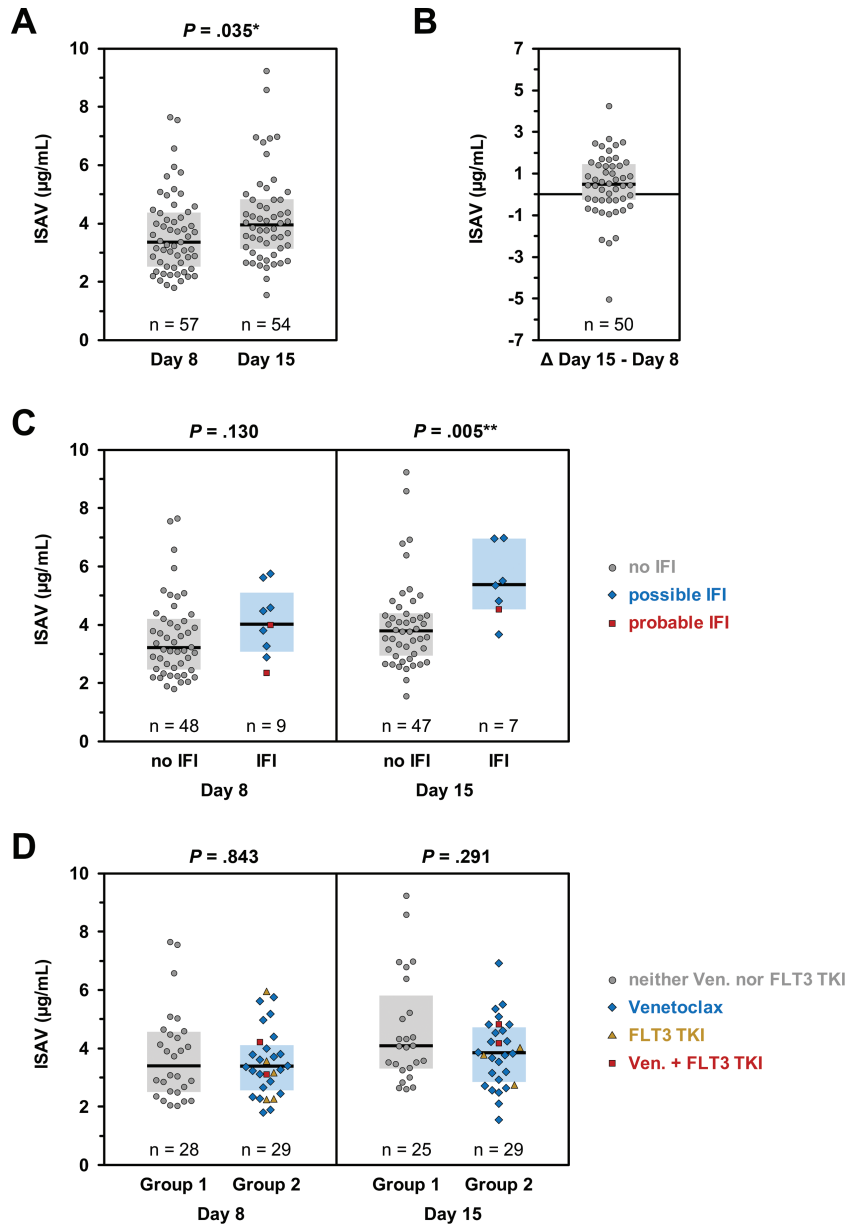 A
P = .035*
10
8
6
4
2
0
ISAV (µg/mL)
n = 57
n = 54
Day 8
Day 15
B
7
5
3
1
-1
-3
-5
-7
ISAV (µg/mL)
n = 50
Δ Day 15 - Day 8
C
P = .130
P = .005**
10
8
6
4
2
0
ISAV (µg/mL)
n = 48
n = 9
n = 47
n = 7
no IFI
IFI
no IFI
IFI
Day 8
Day 15
no IFI
possible IFI
probable IFI
D
P = .843
P = .291
10
8
6
4
2
0
ISAV (µg/mL)
n = 28
n = 29
n = 25
n = 29
Group 1
Group 2
Group 1
Group 2
Day 8
Day 15
neither Ven. nor FLT3 TKI
Venetoclax
FLT3 TKI
Ven. + FLT3 TKI